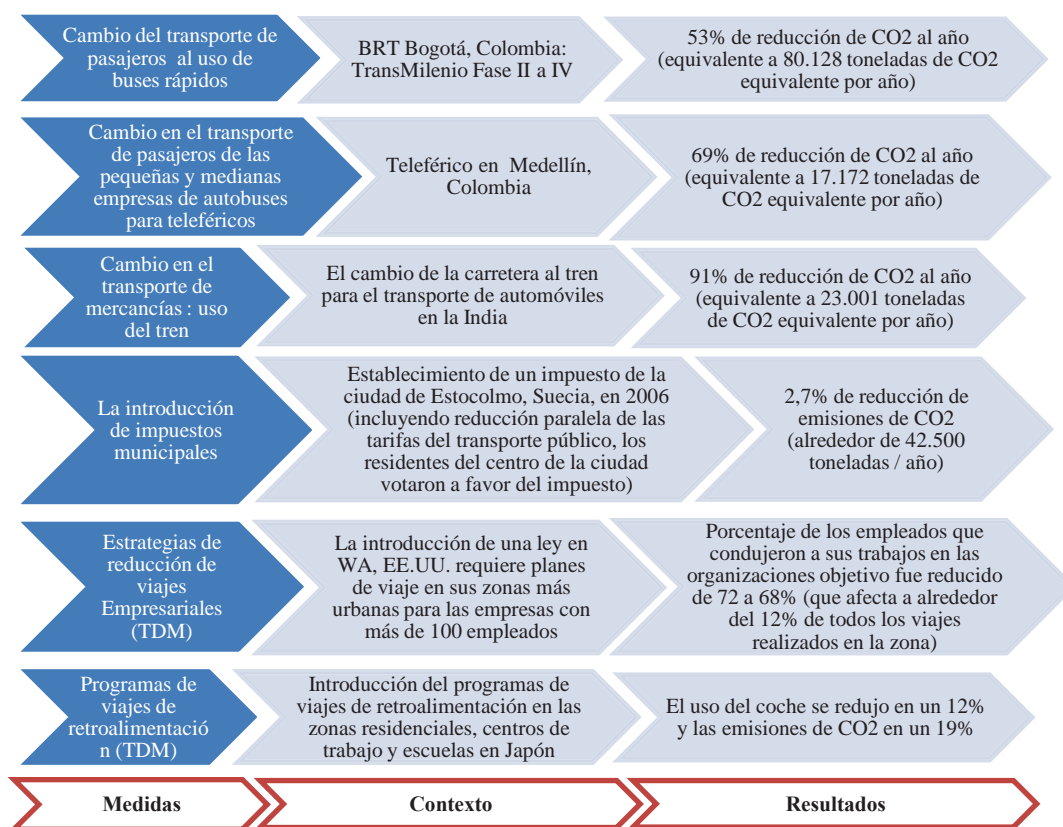 Cambio del transporte de
pasajeros al uso de
buses rápidos
BRT Bogotá, Colombia:
TransMilenio Fase II a IV
53% de reducción de CO2 al año
(equivalente a 80.128 toneladas de CO2
equivalente por año)
Cambio en el transporte
de pasajeros de las
pequeñas y medianas
empresas de autobuses
para teleféricos
Teleférico en Medellín,
Colombia
69% de reducción de CO2 al año
(equivalente a 17.172 toneladas de
CO2 equivalente por año)
Cambio en el
transporte de
mercancías : uso
del tren
El cambio de la carretera al tren
para el transporte de automóviles
en la India
91% de reducción de CO2 al año
(equivalente a 23.001 toneladas
de CO2 equivalente por año)
La introducción
de impuestos
municipales
Establecimiento de un impuesto de la
ciudad de Estocolmo, Suecia, en 2006
(incluyendo reducción paralela de las
tarifas del transporte público, los
residentes del centro de la ciudad
votaron a favor del impuesto)
2,7% de reducción de
emisiones de CO2
(alrédedor de 42.500
toneladas / año)
Estrategias de
reducción de
viajes
Empresariales
(TDM)
La introducción de una ley en
WA, EE.UU. requiere planes
de viaje en sus zonas más
urbanas para las empresas con
más de 100 empleados
Porcentaje de los empleados que
condujeron a sus trabajos en las
organizaciones objetivo fue reducido
de 72 a 68% (que afecta a alrededor
del 12% de todos los viajes
realizados en la zona)
Programas de
viajes de
retroalimentació
n (TDM)
Introducción del programas de
viajes de retroalimentación en las
zonas residenciales, centros de
trabajo y escuelas en Japón
El uso del coche se redujo en un 12%
y las emisiones de CO2 en un 19%
Medidas
Contexto
Resultados